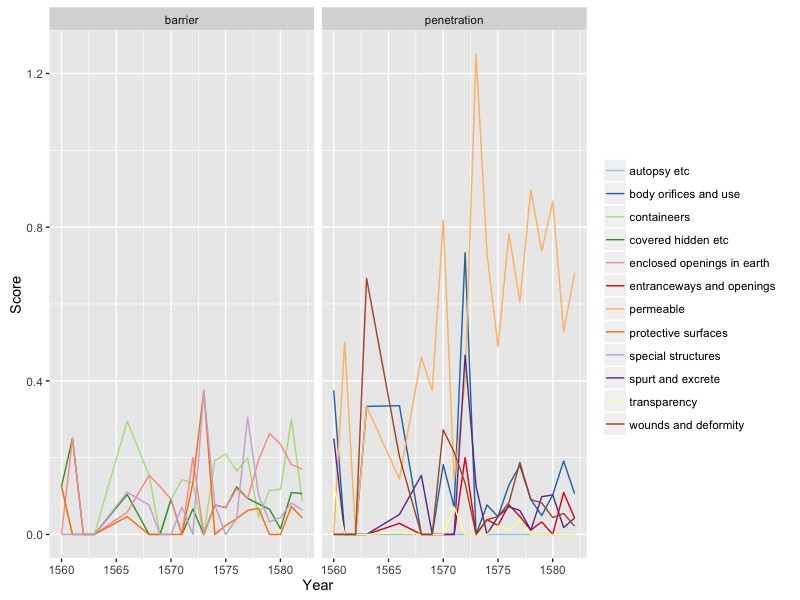 barrier
penetration
1.2
0.8
0.4
0.0
Score
1560 1565 1570 1575 1580
1560 1565 1570 1575 1580
Year
autopsy etc
body orifices and use
containeers
covered hidden etc
enclosed openings in earth
entranceways and openings
permeable
protective surfaces
special structures
spurt and excrete
transparency
wounds and deformity